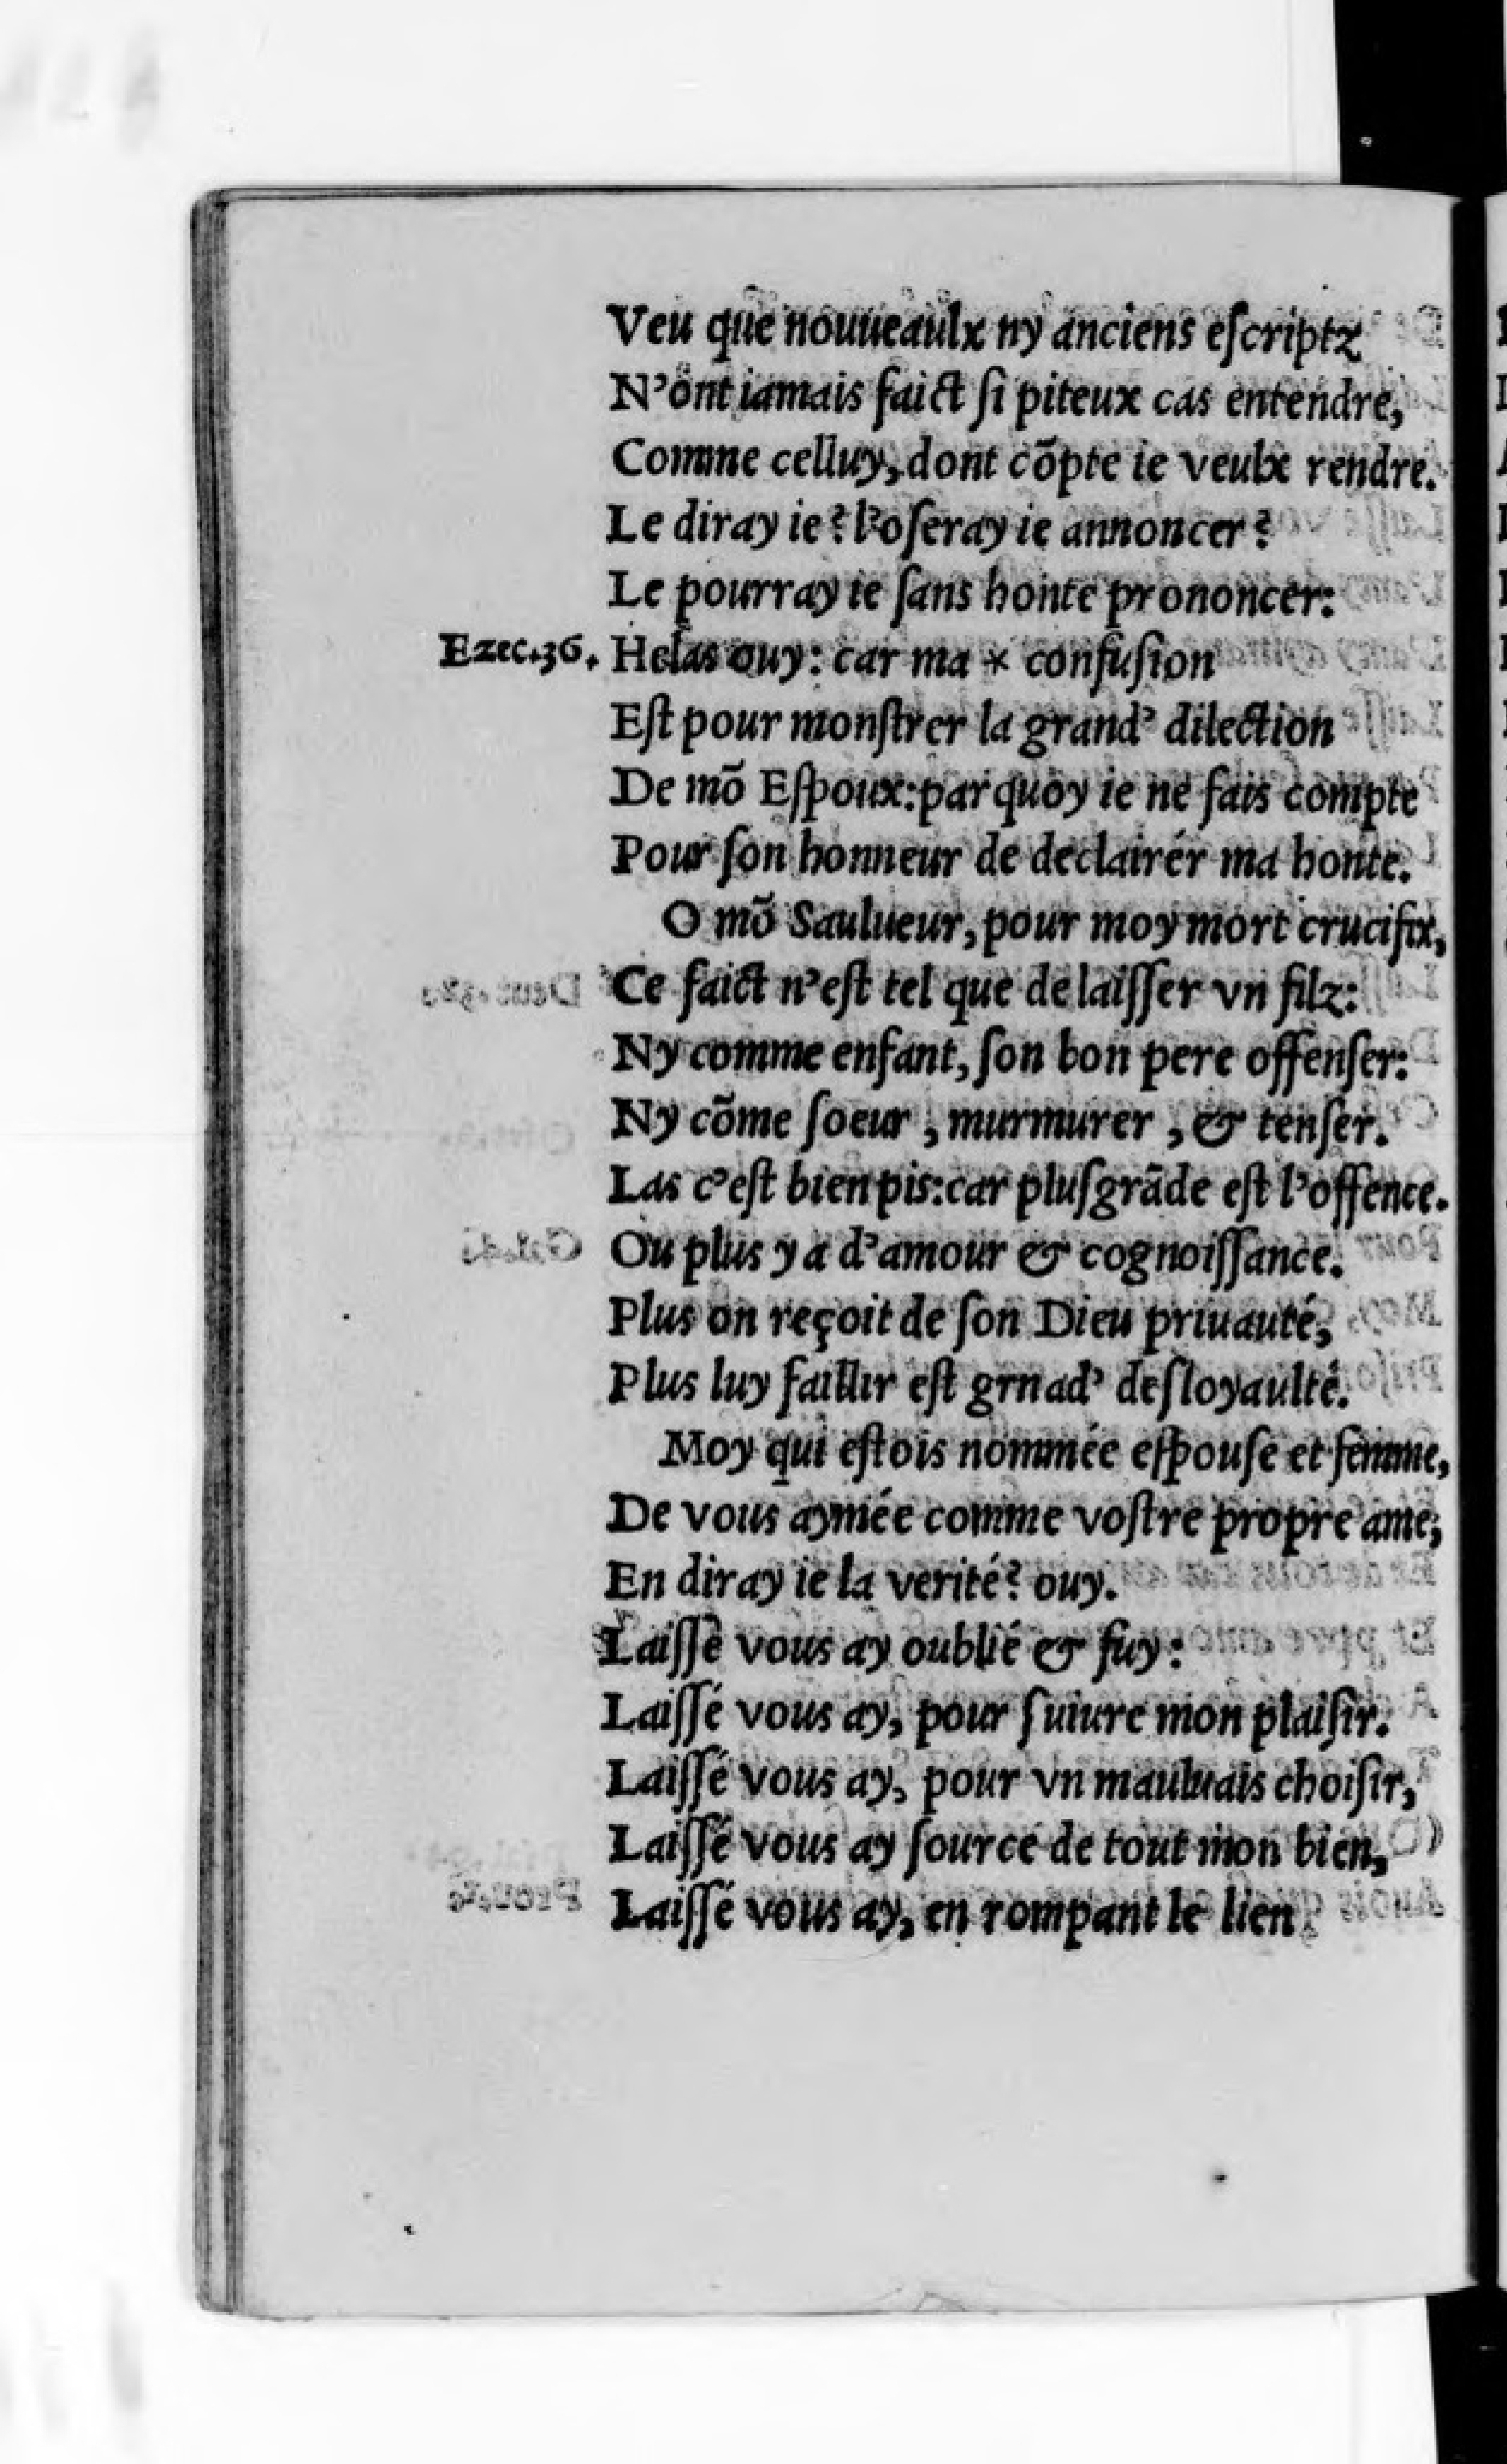 Veu que nouueaulx ny anciens eſcriptz
N’ont iamais faict ſi piteux cas entendre,
Comme celluy, dont cõpte ie veulx rendre.
Le diray ie? l’oſeray ie annoncer?
Le pourray ie ſans honte prononcer:
Ezec.36. Helas ouy: car ma * confuſion
Eſt pour monſtrer la grand’ dilection
De mõ Eſpoux: parquoy ie ne fais compte
Pour ſon honneur de declairér ma honte.
O mõ Saulueur, pour moy mort crucifix,
Ce faict n’eſt tel que de laiſſer vn filz:
Ny comme enfant, ſon bon pere offenſer:
Ny cõme ſoeur, murmurer, & tenſer.
Las c’eſt bien pis: car pluſgrãde eſt l’offence.
Ou plus y a d’amour & cognoiſſance.
Plus on reçoit de ſon Dieu priuauté,
Plus luy faillir eſt grnad’ deſloyaulté.
Moy qui eſtois nommée eſpouſe et femme,
De vous aymée comme voſtre propre ame,
En diray ie la verité? ouy.
Laiſſé vous ay oublié & fuy:
Laiſſé vous ay, pour ſuiure mon plaiſir.
Laiſſé vous ay, pour vn mauluais choiſir,
Laiſſé vous ay ſource de tout mon bien,
Laiſſé vous ay, en rompant le lien